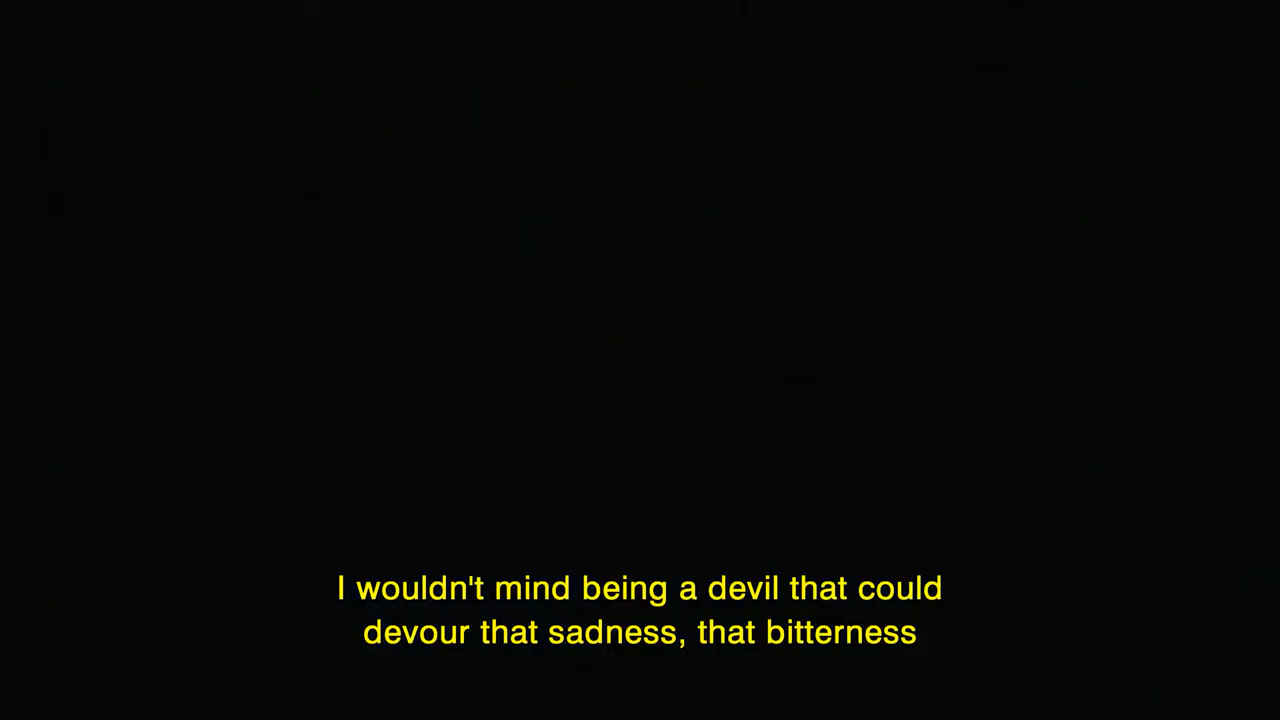 I wouldn't mind being a devil that could
devour that sadness, that bitterness